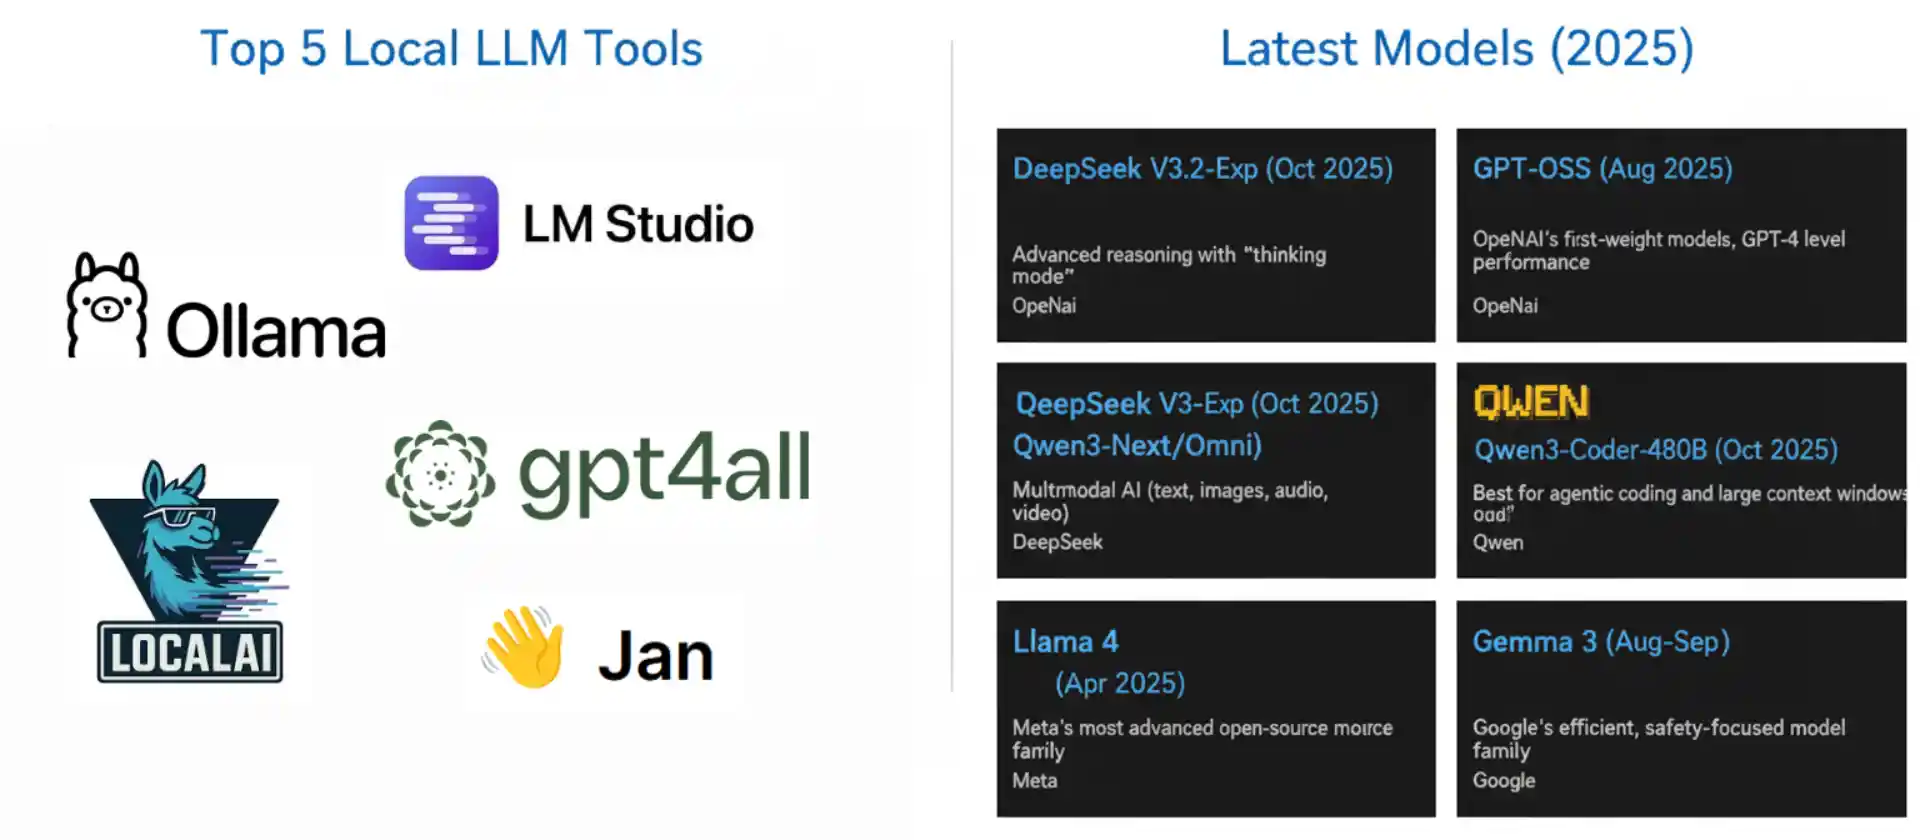 Top 5 Local LLM Tools
LM Studio
Ollama
gpt4all
LOCALAI
Jan
Latest Models (2025)
DeepSeek V3.2-Exp (Oct 2025)
Advanced reasoning with "thinking
mode"
OpeNai
GPT-OSS (Aug 2025)
OpeNAI's first-weight models, GPT-4 level
performance
OpeNai
QeepSeek V3-Exp (Oct 2025)
Qwen3-Next/Omni)
Multmodal AI (text, images, audio,
video)
DeepSeek
QWEN
Qwen3-Coder-480B (Oct 2025)
Best for agentic coding and large context windows
Qwen
Llama 4
(Apr 2025)
Meta's most advanced open-source
family
Meta
Gemma 3 (Aug-Sep)
Google's efficient, safety-focused model
family
Google